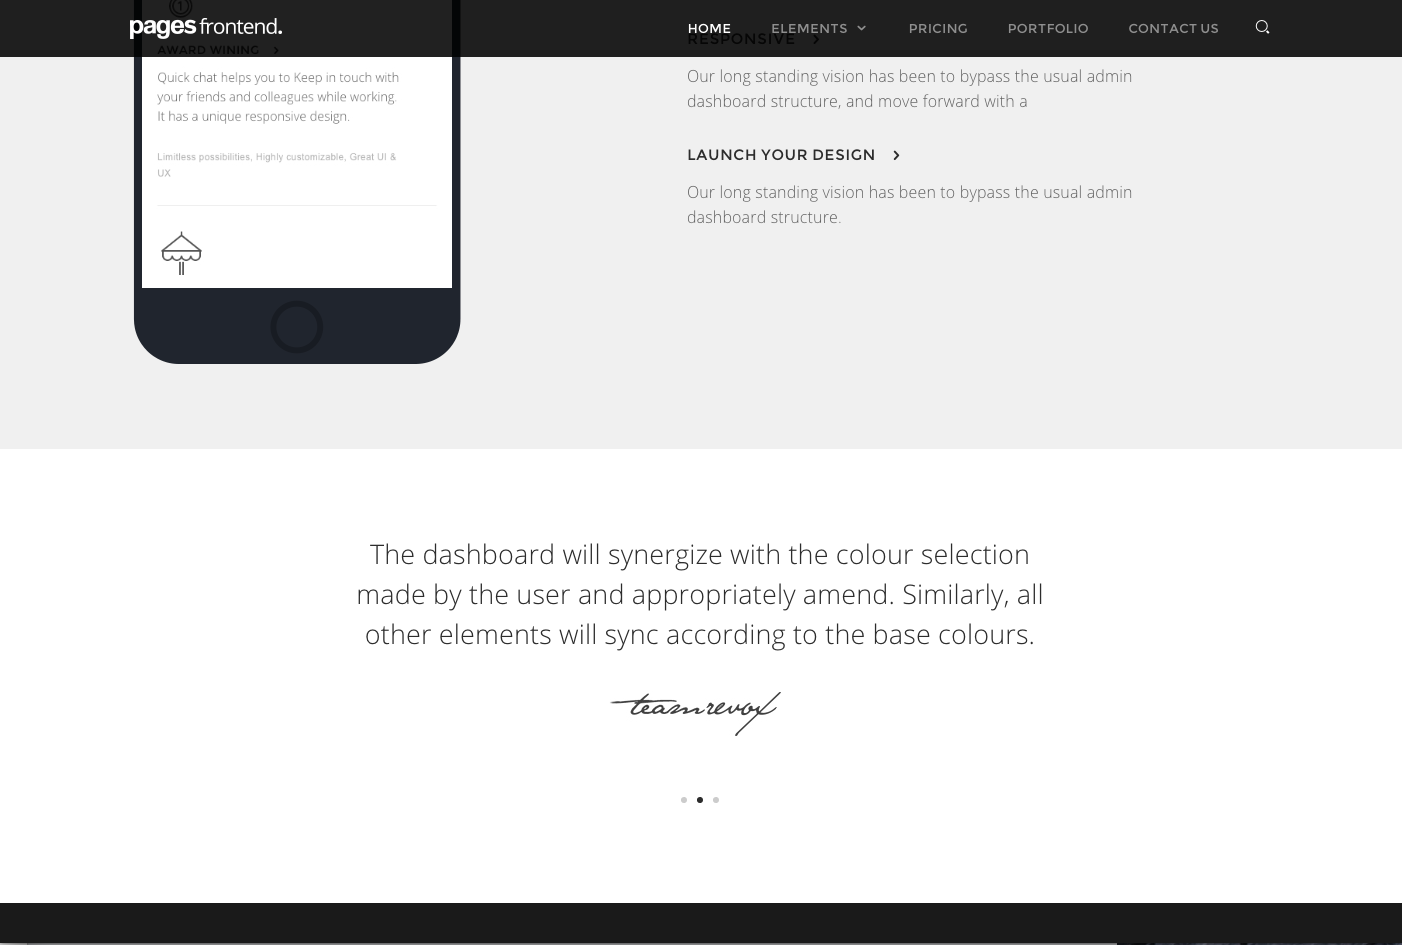 pages frontend.
HOME
ELEMENTS
PRICING
PORTFOLIO
CONTACT US
AWARD WINING
Quick chat helps you to Keep in touch with
your friends and colleagues while working.
It has a unique responsive design.
Limitless possibilities, Highly customizable, Great UI &
UX
RESPONSIVE
Our long standing vision has been to bypass the usual admin
dashboard structure, and move forward with a
LAUNCH YOUR DESIGN
Our long standing vision has been to bypass the usual admin
dashboard structure.
The dashboard will synergize with the colour selection
made by the user and appropriately amend. Similarly, all
other elements will sync according to the base colours.
teamrevox